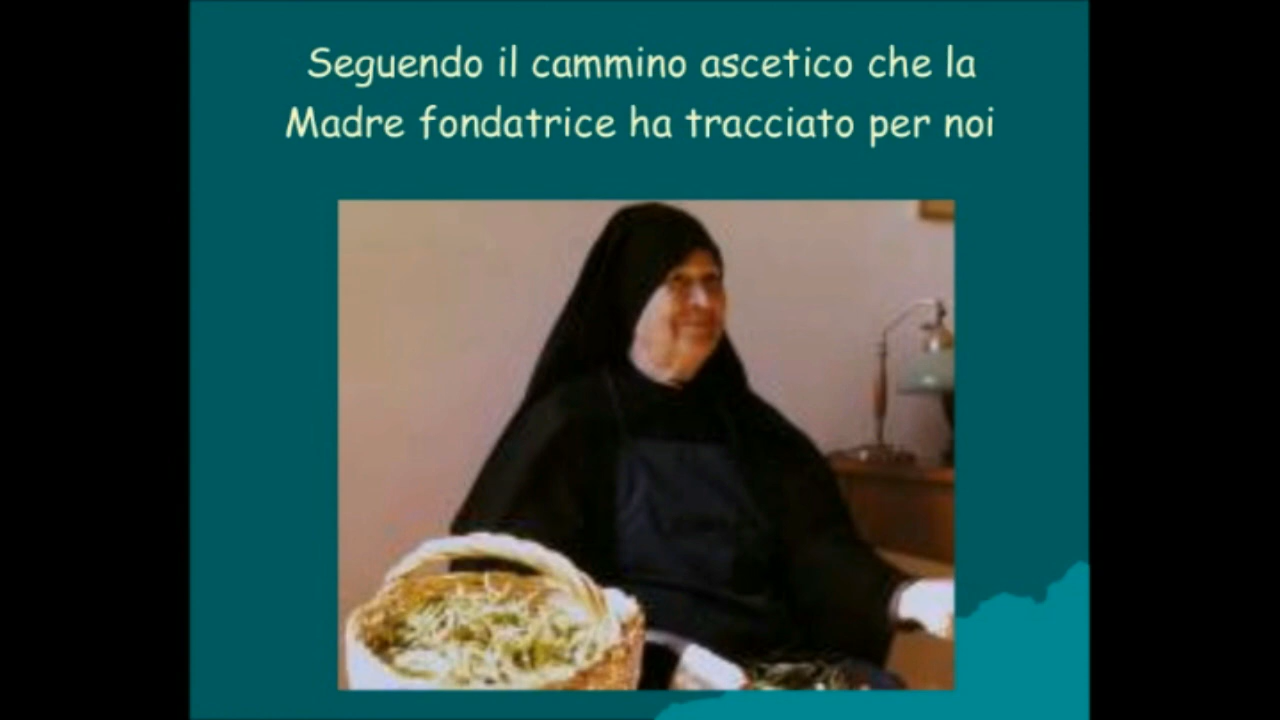 Seguendo il cammino ascetico che la
Madre fondatrice ha tracciato per noi